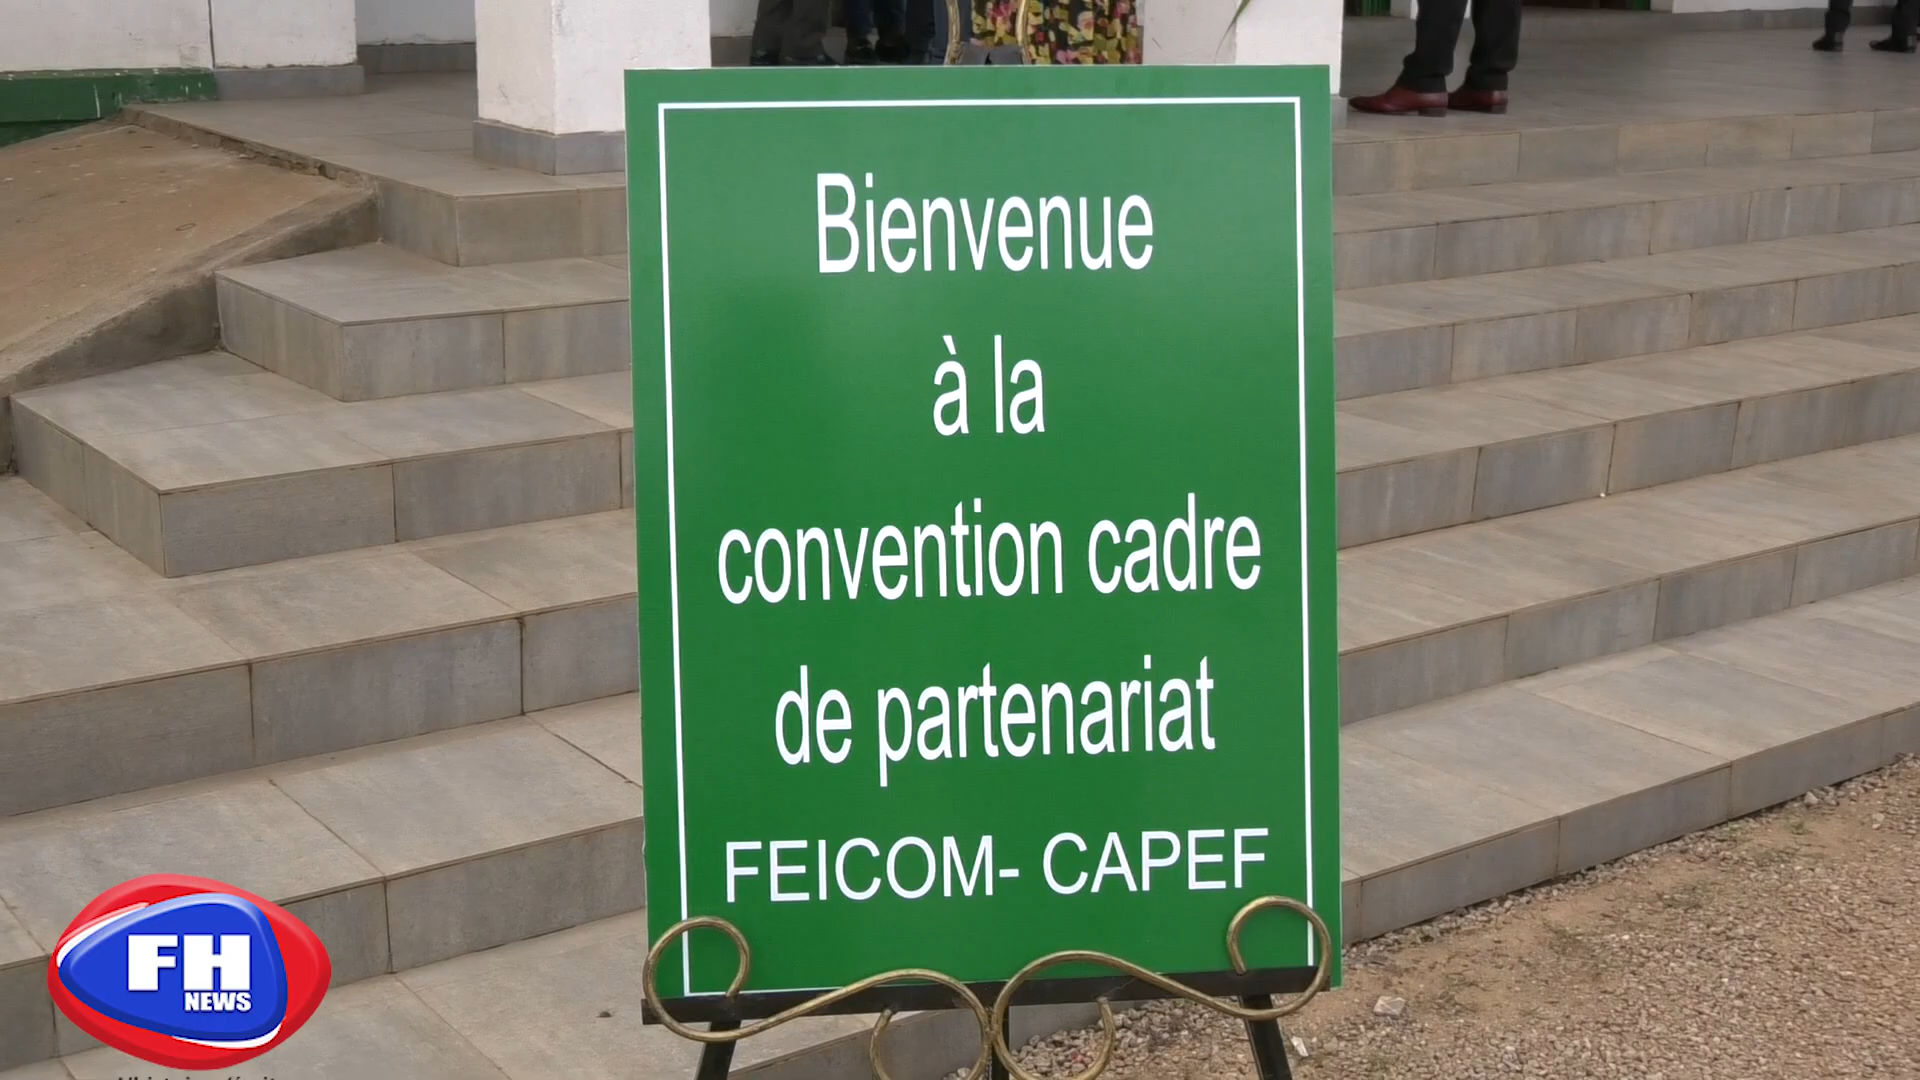 Bienvenue
à la
convention cadre
de partenariat
FEICOM- CAPEF
FH
NEWS